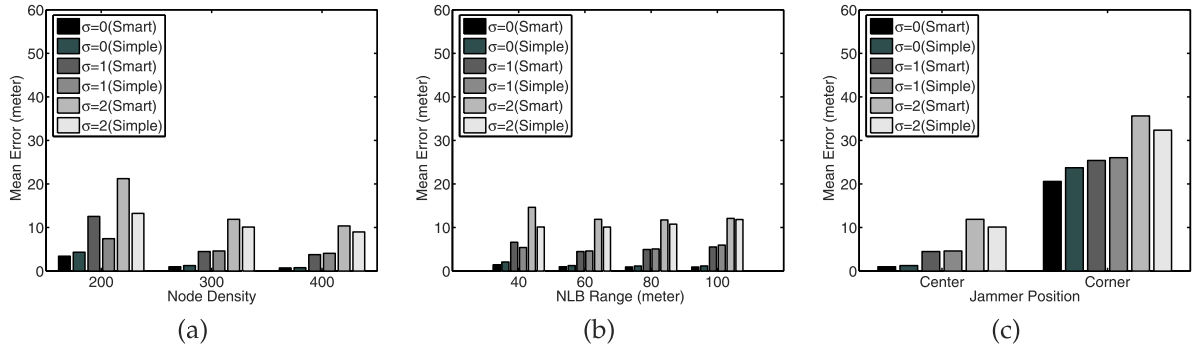 Mean Error (meter)
60
50
40
30
20
10
0
σ=0(Smart)
σ=0(Simple)
σ=1(Smart)
σ=1(Simple)
σ=2(Smart)
σ=2(Simple)
200 300 400
Node Density
(a)
Mean Error (meter)
60
50
40
30
20
10
0
σ=0(Smart)
σ=0(Simple)
σ=1(Smart)
σ=1(Simple)
σ=2(Smart)
σ=2(Simple)
40 60 80 100
NLB Range (meter)
(b)
Mean Error (meter)
60
50
40
30
20
10
0
σ=0(Smart)
σ=0(Simple)
σ=1(Smart)
σ=1(Simple)
σ=2(Smart)
σ=2(Simple)
Center Corner
Jammer Position
(c)